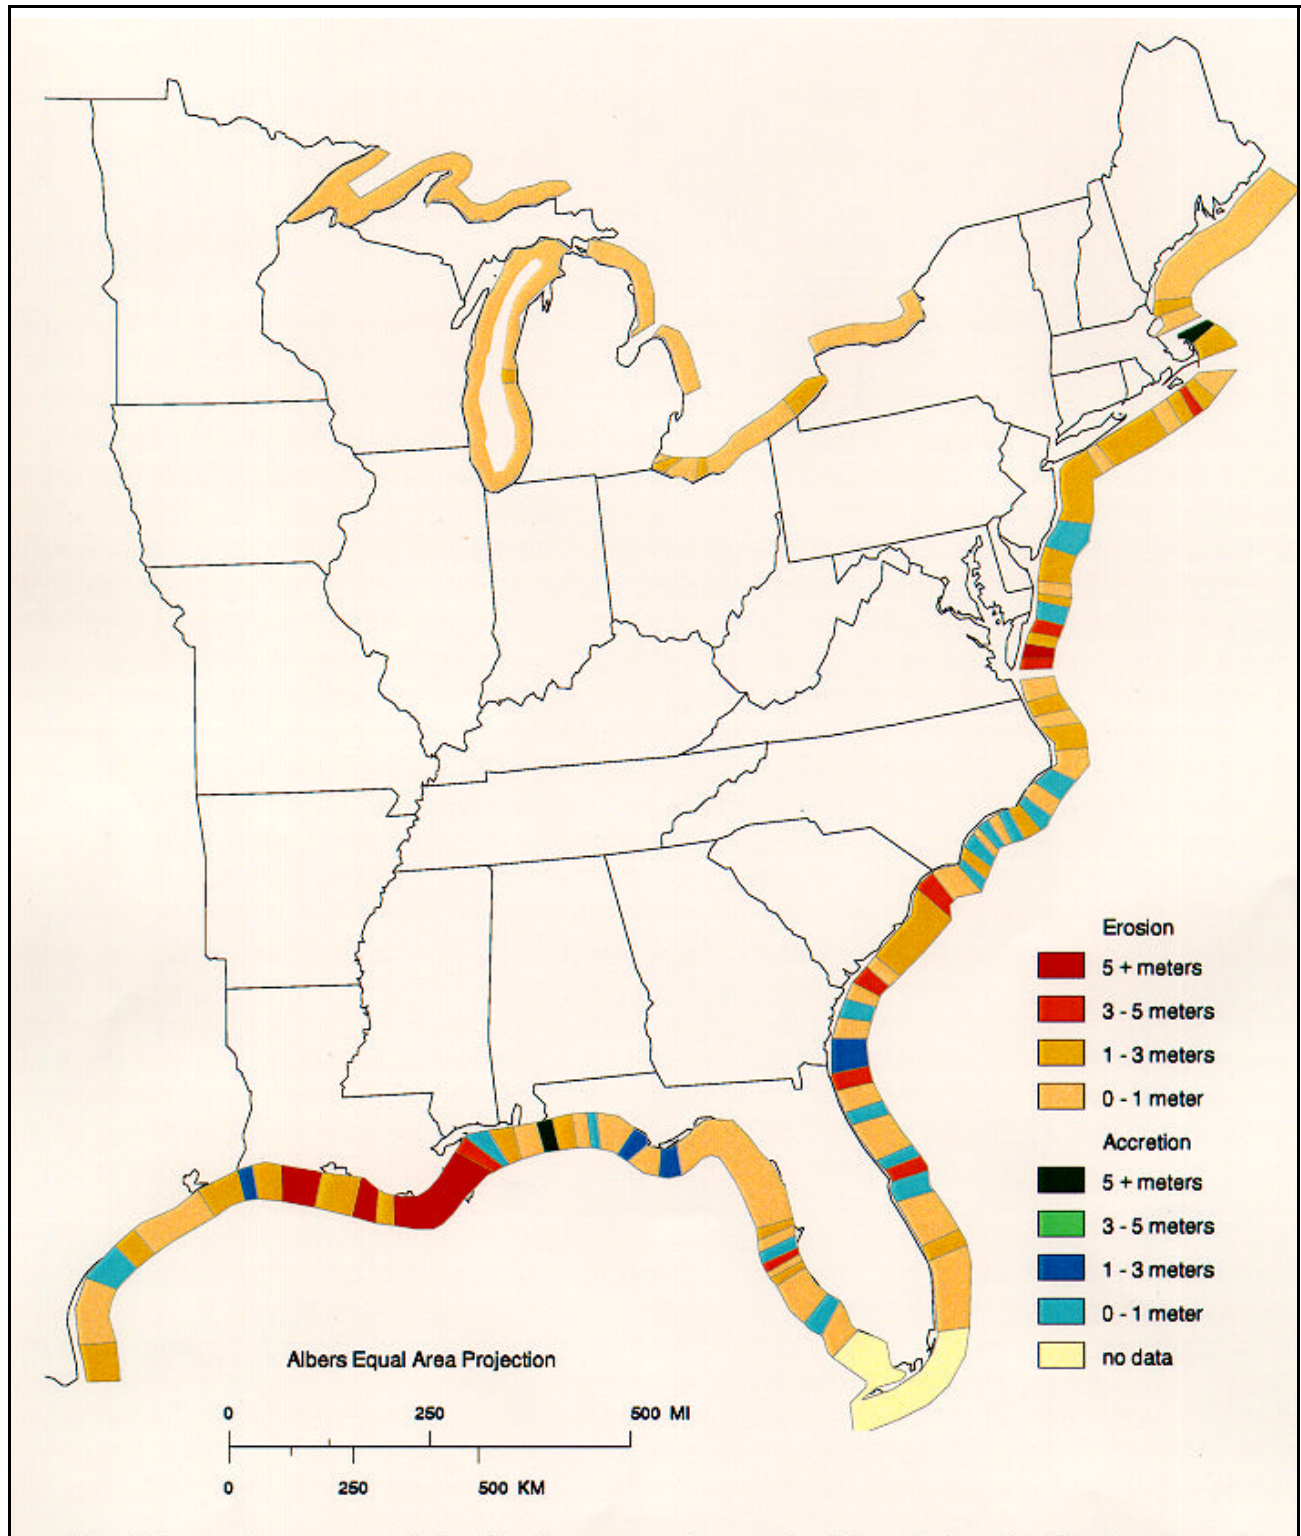 Erosion
5 + meters
3 - 5 meters
1 - 3 meters
0 - 1 meter
Accretion
5 + meters
3 - 5 meters
1 - 3 meters
0 - 1 meter
no data
Albers Equal Area Projection
0 250 500 MI
0 250 500 KM